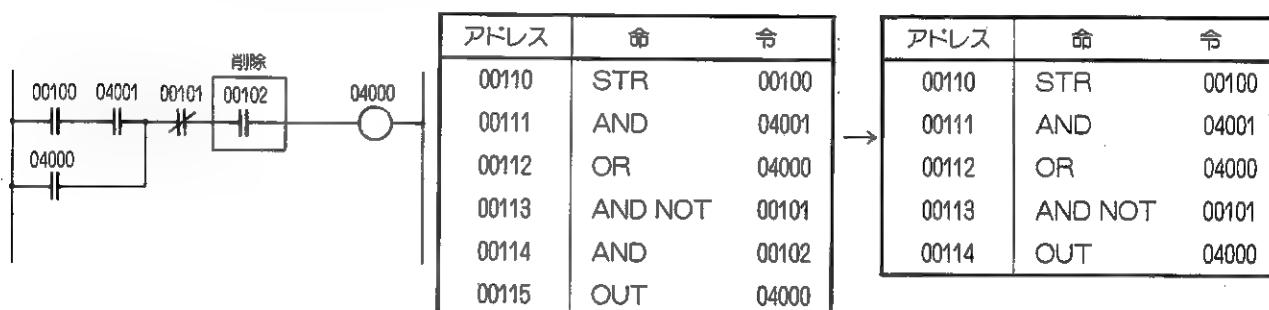 削除
00100 04001 00101 00102 04000
04000
アドレス 命 令
00110 STR 00100
00111 AND 04001
00112 OR 04000
00113 AND NOT 00101
00114 AND 00102
00115 OUT 04000
→
アドレス 命 令
00110 STR 00100
00111 AND 04001
00112 OR 04000
00113 AND NOT 00101
00114 OUT 04000